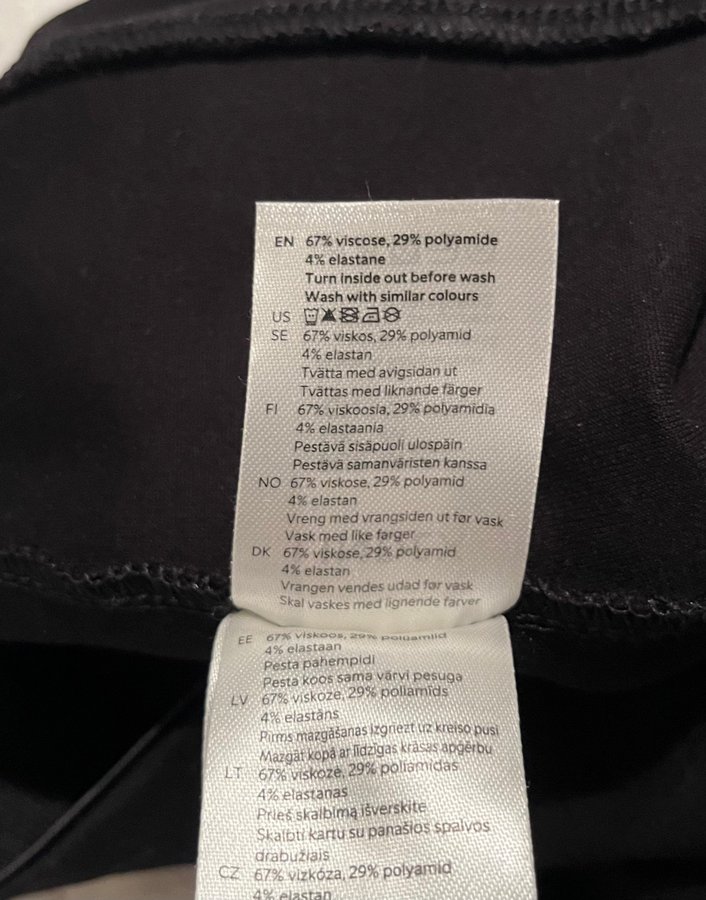 EN 67% viscose, 29% polyamide
4% elastane
Turn inside out before wash
Wash with similar colours
US
SE 67% viskos, 29% polyamid
4% elastan
Tvätta med avigsidan ut
Tvättas med liknande färger
FI 67% viskoosia, 29% polyamidia
4% elastaania
Pestävä sisäpuoli ulospäin
Pestävä samanväristen kanssa
NO 67% viskose, 29% polyamid
4% elastan
Vreng med vrangsiden ut før vask
Vask med like farger
DK 67% viskose, 29% polyamid
4% elastan
Vrangen vendes udad før vask
Skal vaskes med lignende farver
EE 67% viskoos, 29% polüamiid
4% elastaan
Pesta pahempidi
Pesta koos sama värvi pesuga
LV 67% viskoze, 29% poliamīds
4% elastāns
Pirms mazgāšanas izgriezt uz kreiso pusi
Mazgāt kopā ar līdzīgas krāsas apģērbu
LT 67% viskozė, 29% poliamidas
4% elastanas
Prieš skalbimą išverskite
Skalbti kartu su panašios spalvos
drabužiais
CZ 67% vizkóza, 29% polyamid
4% elastan